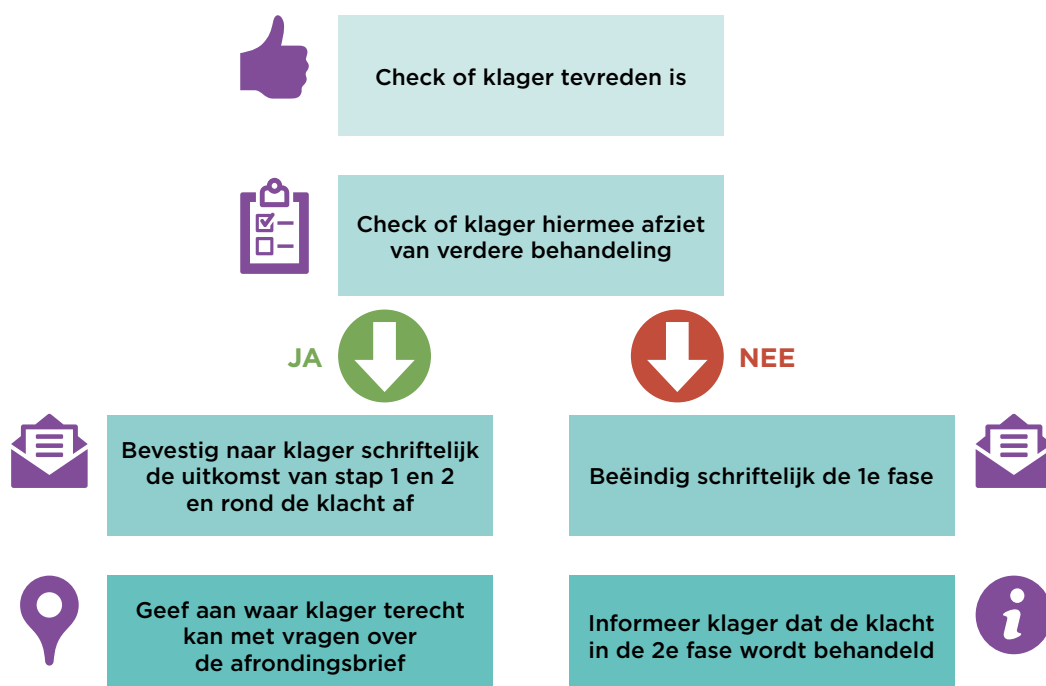 Check of klager tevreden is
Check of klager hiermee afziet
van verdere behandeling
JA
NEE
Bevestig naar klager schriftelijk
de uitkomst van stap 1 en 2
en rond de klacht af
Beëindig schriftelijk de 1e fase
Geef aan waar klager terecht
kan met vragen over
de afrondingsbrief
Informeer klager dat de klacht
in de 2e fase wordt behandeld